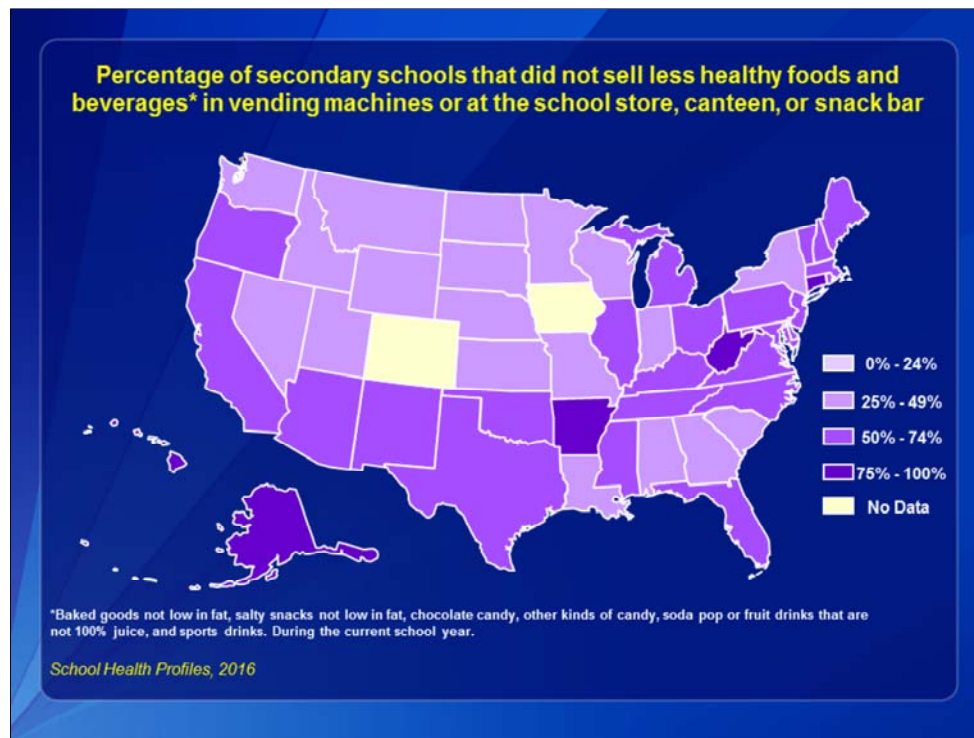 Percentage of secondary schools that did not sell less healthy foods and
beverages* in vending machines or at the school store, canteen, or snack bar
0% - 24%
25% - 49%
50% - 74%
75% - 100%
No Data
*Baked goods not low in fat, salty snacks not low in fat, chocolate candy, other kinds of candy, soda pop or fruit drinks that are
not 100% juice, and sports drinks. During the current school year.
School Health Profiles, 2016